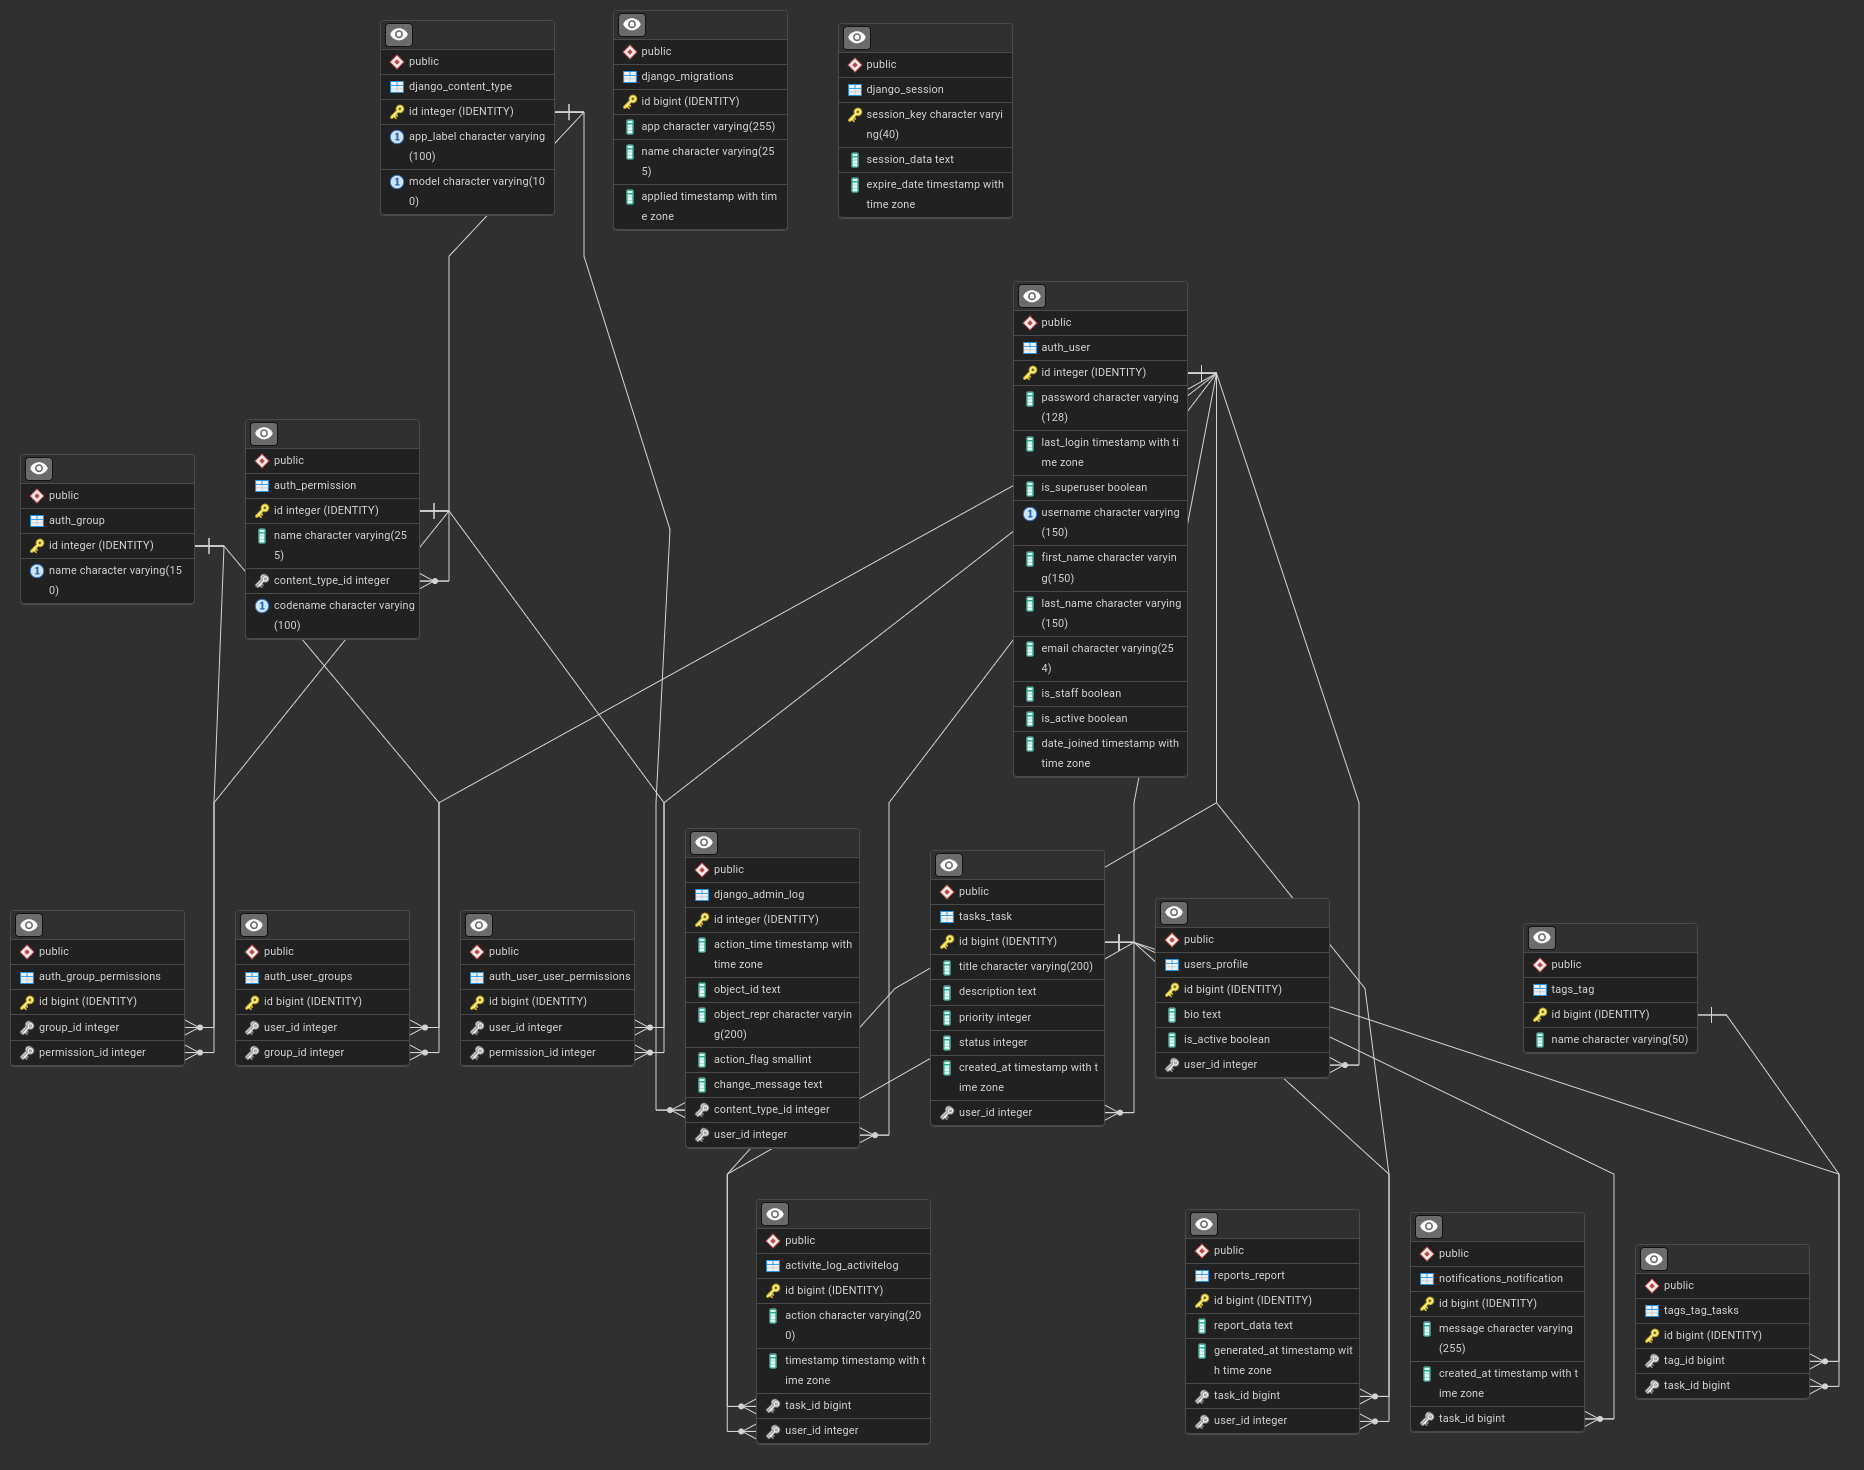 public
django_content_type
id integer (IDENTITY)
app_label character varying
(100)
model character varying(10
0)
public
django_migrations
id bigint (IDENTITY)
app character varying(255)
name character varying(25
5)
applied timestamp with tim
e zone
public
django_session
session_key character varyi
ng(40)
session_data text
expire_date timestamp with
time zone
public
auth_user
id integer (IDENTITY)
password character varying
(128)
last_login timestamp with ti
me zone
is_superuser boolean
username character varying
(150)
first_name character varyin
g(150)
last_name character varying
(150)
email character varying(25
4)
is_staff boolean
is_active boolean
date_joined timestamp with
time zone
public
auth_permission
id integer (IDENTITY)
name character varying(25
5)
content_type_id integer
codename character varying
(100)
public
auth_group
id integer (IDENTITY)
name character varying(15
0)
public
auth_group_permissions
id bigint (IDENTITY)
group_id integer
permission_id integer
public
auth_user_groups
id bigint (IDENTITY)
user_id integer
group_id integer
public
auth_user_user_permissions
id bigint (IDENTITY)
user_id integer
permission_id integer
public
django_admin_log
id integer (IDENTITY)
action_time timestamp with
time zone
object_id text
object_repr character varyin
g(200)
action_flag smallint
change_message text
content_type_id integer
user_id integer
public
tasks_task
id bigint (IDENTITY)
title character varying(200)
description text
priority integer
status integer
created_at timestamp with t
ime zone
user_id integer
public
users_profile
id bigint (IDENTITY)
bio text
is_active boolean
user_id integer
public
tags_tag
id bigint (IDENTITY)
name character varying(50)
public
activite_log_activitelog
id bigint (IDENTITY)
action character varying(20
0)
timestamp timestamp with t
ime zone
task_id bigint
user_id integer
public
reports_report
id bigint (IDENTITY)
report_data text
generated_at timestamp wit
h time zone
task_id bigint
user_id integer
public
notifications_notification
id bigint (IDENTITY)
message character varying
(255)
created_at timestamp with t
ime zone
task_id bigint
public
tags_tag_tasks
id bigint (IDENTITY)
tag_id bigint
task_id bigint